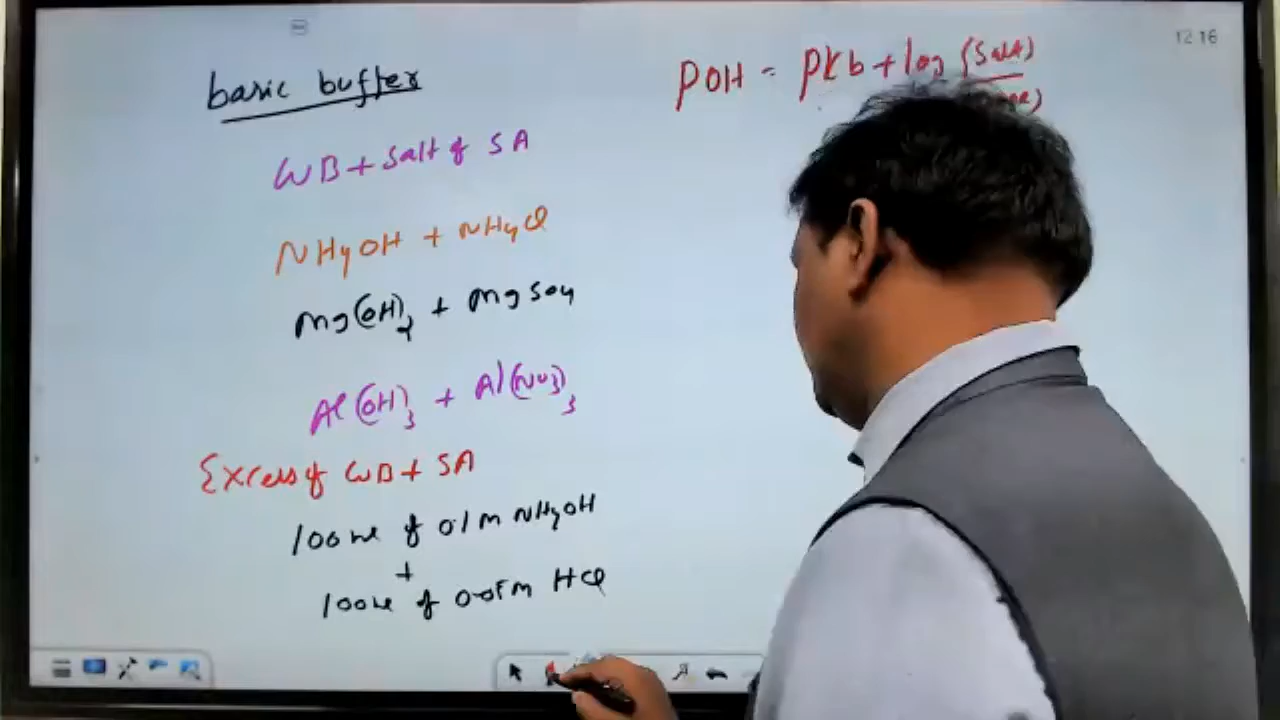 12:16
basic buffer
POH = PKb + log (Salt)
WB + Salt of SA
NH4OH + NH4Cl
Mg(OH)2 + MgSO4
Al(OH)3 + Al(NO3)3
Excess of WB + SA
100ml of 0.1M NH4OH
+
100ml of 0.05M HCl